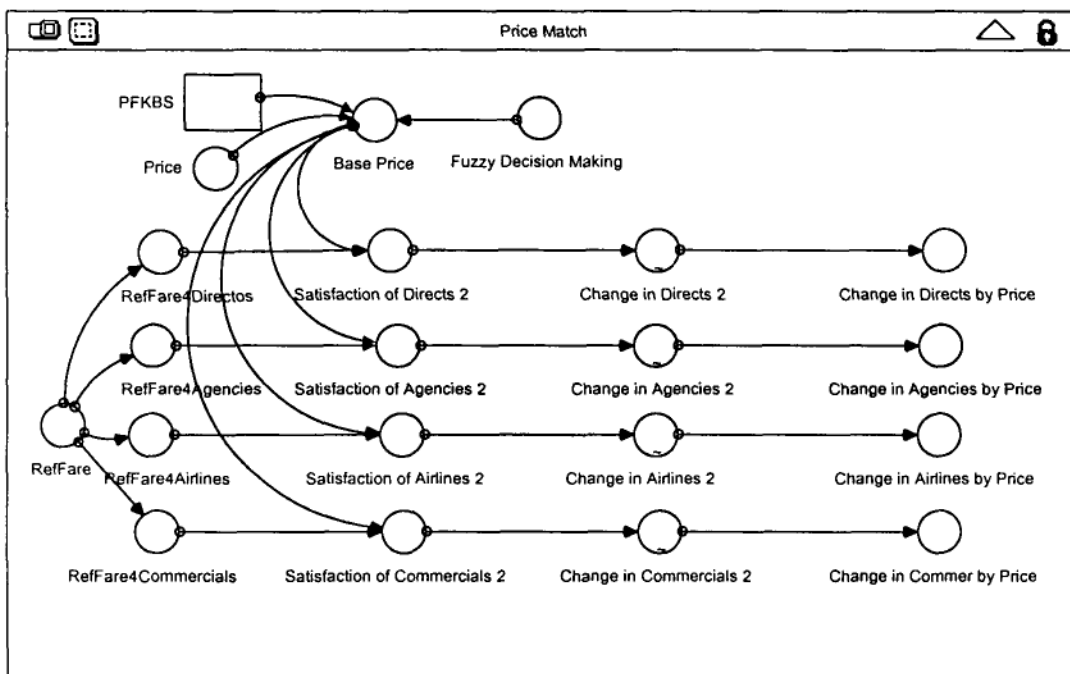 Price Match
PFKBS
Price
Base Price
Fuzzy Decision Making
RefFare4Directos
Satisfaction of Directs 2
Change in Directs 2
Change in Directs by Price
RefFare4Agencies
Satisfaction of Agencies 2
Change in Agencies 2
Change in Agencies by Price
RefFare
RefFare4Airlines
Satisfaction of Airlines 2
Change in Airlines 2
Change in Airlines by Price
RefFare4Commercials
Satisfaction of Commercials 2
Change in Commercials 2
Change in Commer by Price